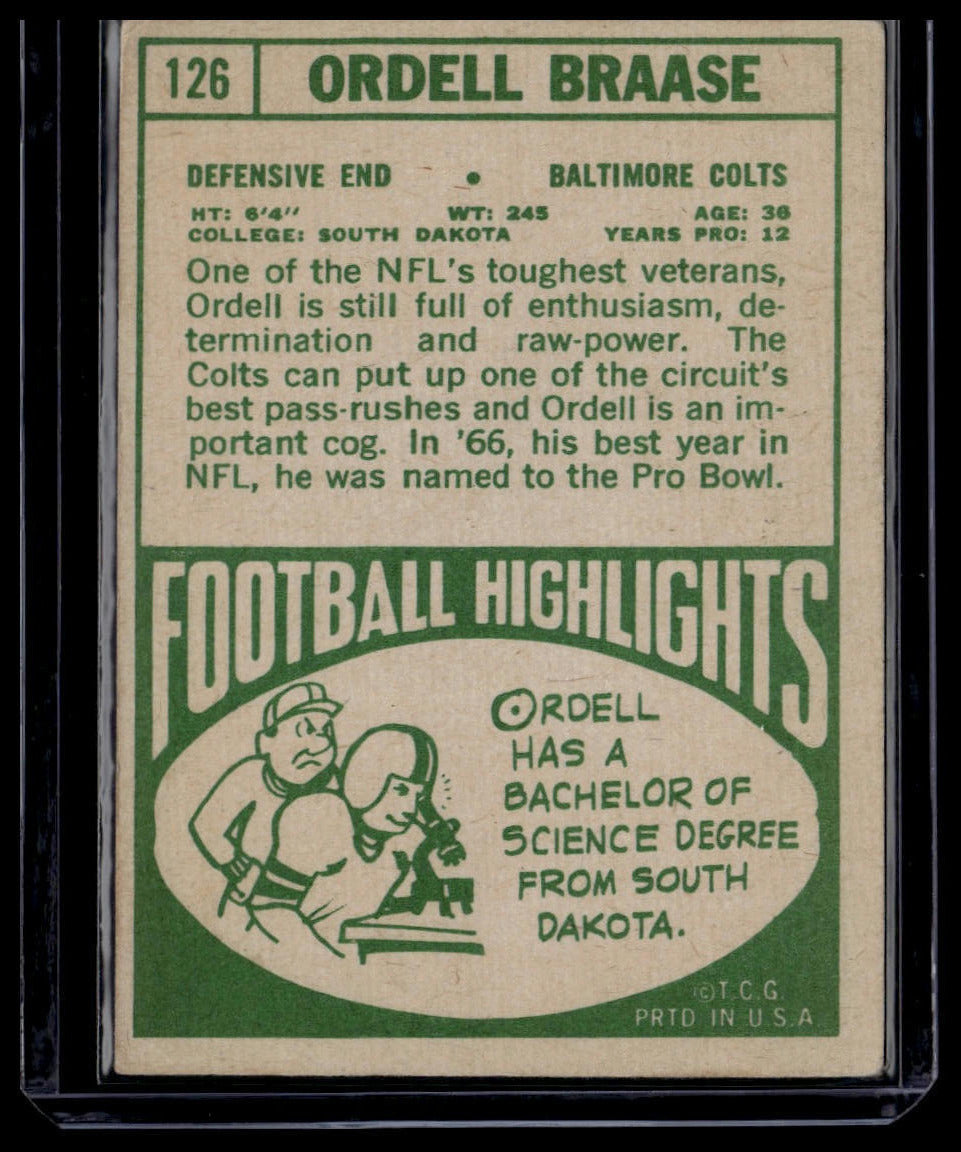 126 ORDELL BRAASE
DEFENSIVE END • BALTIMORE COLTS
HT: 6'4" WT: 245 AGE: 36
COLLEGE: SOUTH DAKOTA YEARS PRO: 12
One of the NFL's toughest veterans,
Ordell is still full of enthusiasm, de-
termination and raw-power. The
Colts can put up one of the circuit's
best pass-rushes and Ordell is an im-
portant cog. In '66, his best year in
NFL, he was named to the Pro Bowl.
FOOTBALL HIGHLIGHTS
ORDELL
HAS A
BACHELOR OF
SCIENCE DEGREE
FROM SOUTH
DAKOTA.
©T.C.G.
PRTD IN U.S.A